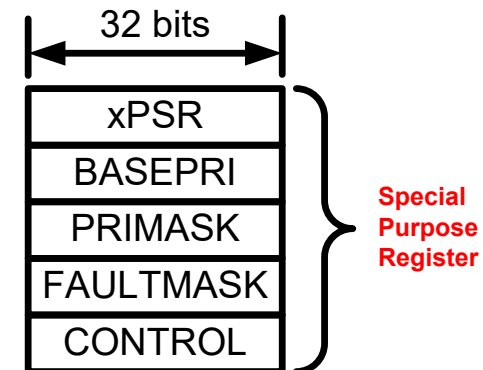 32 bits
xPSR
BASEPRI
PRIMASK
FAULTMASK
CONTROL
Special
Purpose
Register